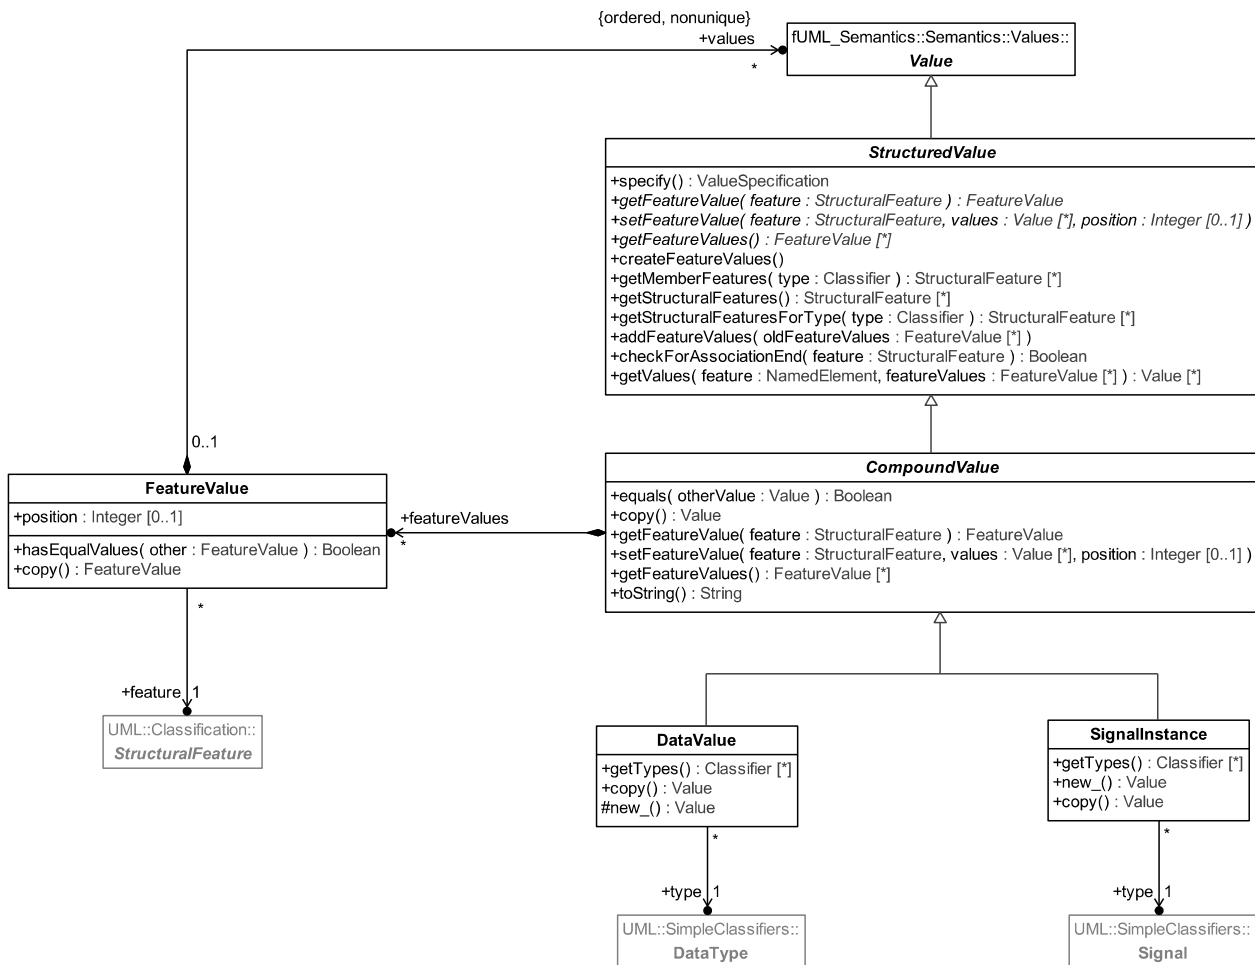 {ordered, nonunique}
+values
*
fUML_Semantics::Semantics::Values::
Value
StructuredValue
+specify() : ValueSpecification
+getFeatureValue( feature : StructuralFeature ) : FeatureValue
+setFeatureValue( feature : StructuralFeature, values : Value [*], position : Integer [0..1] )
+getFeatureValues() : FeatureValue [*]
+createFeatureValues()
+getMemberFeatures( type : Classifier ) : StructuralFeature [*]
+getStructuralFeatures() : StructuralFeature [*]
+getStructuralFeaturesForType( type : Classifier ) : StructuralFeature [*]
+addFeatureValues( oldFeatureValues : FeatureValue [*] )
+checkForAssociationEnd( feature : StructuralFeature ) : Boolean
+getValues( feature : NamedElement, featureValues : FeatureValue [*] ) : Value [*]
0..1
FeatureValue
+position : Integer [0..1]
+hasEqualValues( other : FeatureValue ) : Boolean
+copy() : FeatureValue
+featureValues
*
CompoundValue
+equals( otherValue : Value ) : Boolean
+copy() : Value
+getFeatureValue( feature : StructuralFeature ) : FeatureValue
+setFeatureValue( feature : StructuralFeature, values : Value [*], position : Integer [0..1] )
+getFeatureValues() : FeatureValue [*]
+toString() : String
*
+feature 1
UML::Classification::
StructuralFeature
DataValue
+getTypes() : Classifier [*]
+copy() : Value
#new_() : Value
*
+type 1
UML::SimpleClassifiers::
DataType
SignalInstance
+getTypes() : Classifier [*]
+new_() : Value
+copy() : Value
*
+type 1
UML::SimpleClassifiers::
Signal